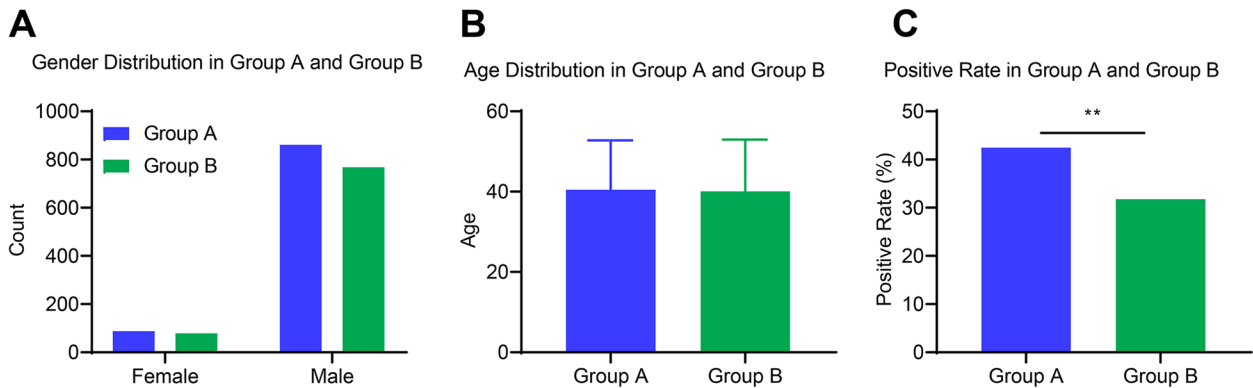 A
Gender Distribution in Group A and Group B
Count
1000
800
600
400
200
0
Group A
Group B
Female
Male
B
Age Distribution in Group A and Group B
Age
60
40
20
0
Group A
Group B
C
Positive Rate in Group A and Group B
Positive Rate (%)
50
40
30
20
10
0
**
Group A
Group B